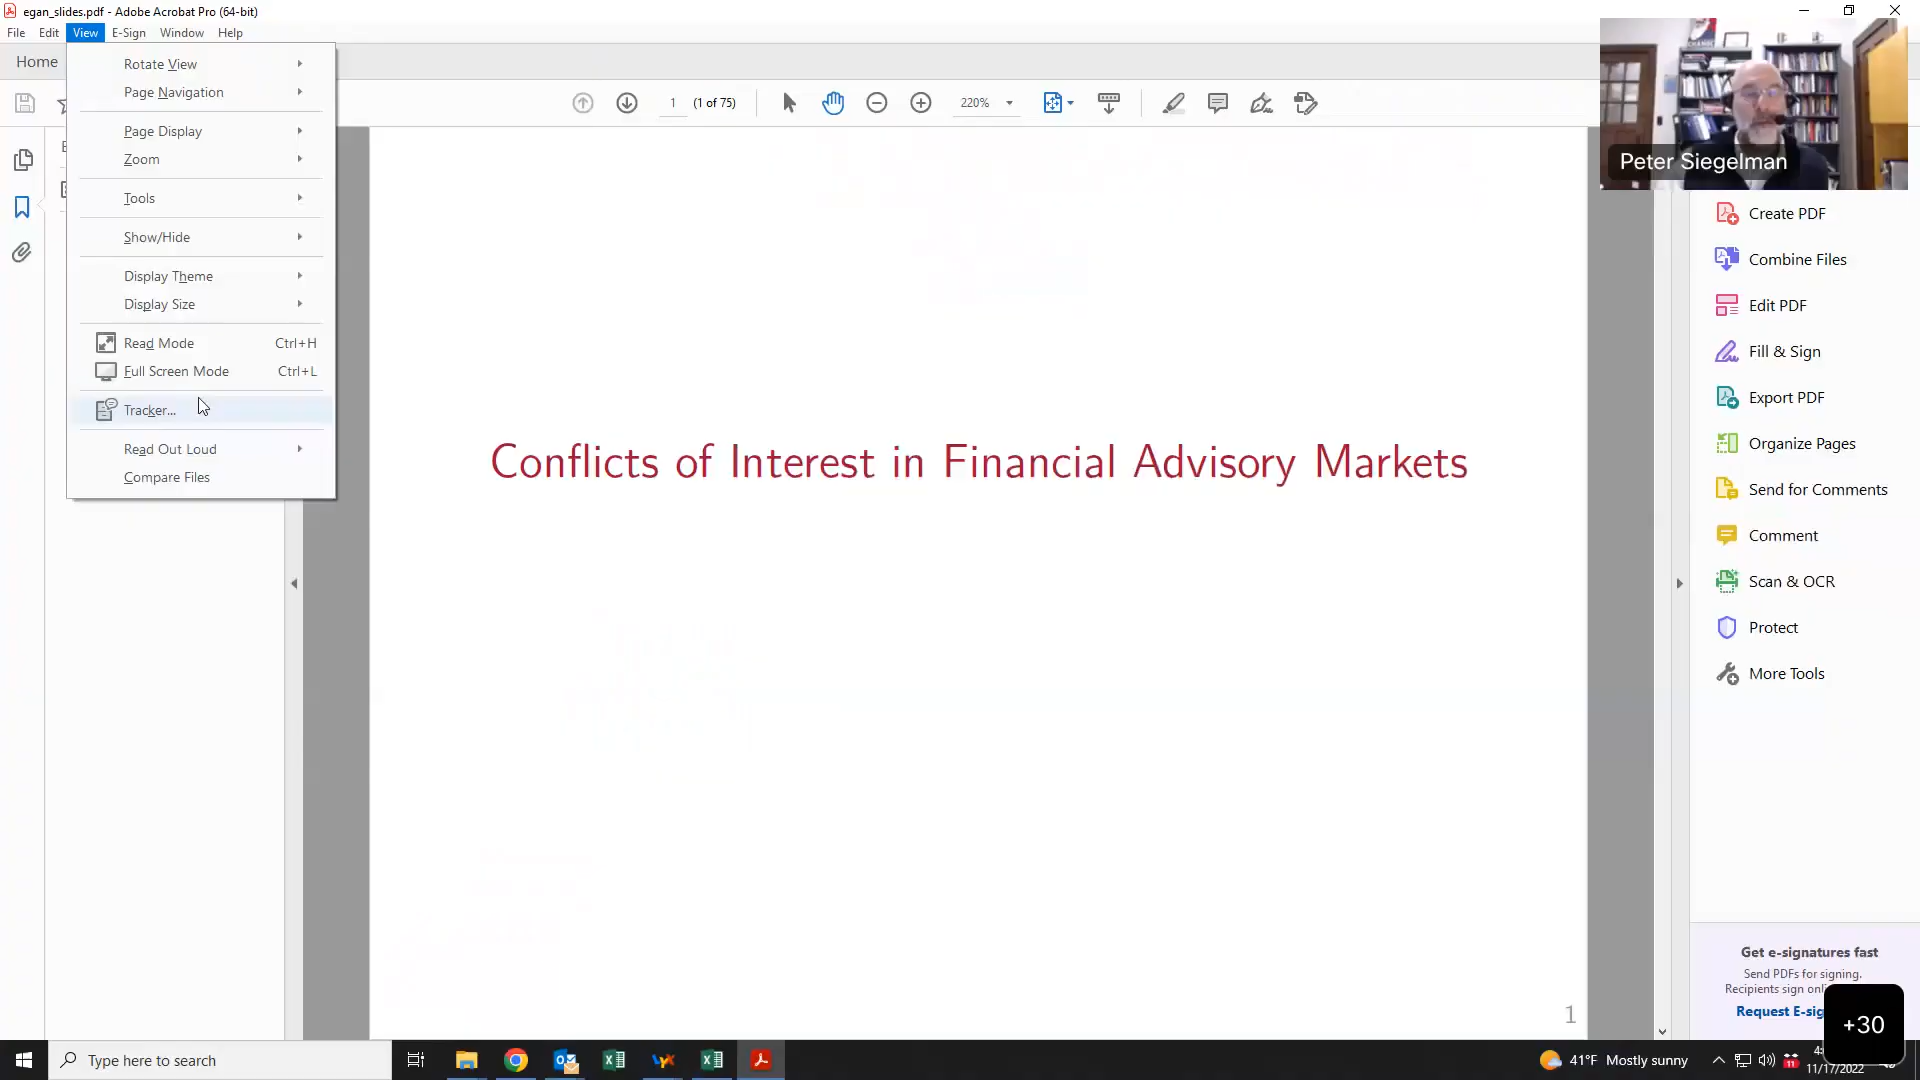 egan_slides.pdf - Adobe Acrobat Pro (64-bit)
File Edit View E-Sign Window Help
Home
1 (1 of 75)
220%
Rotate View
Page Navigation
Page Display
Zoom
Tools
Show/Hide
Display Theme
Display Size
Read Mode Ctrl+H
Full Screen Mode Ctrl+L
Tracker...
Read Out Loud
Compare Files
Peter Siegelman
Create PDF
Combine Files
Edit PDF
Fill & Sign
Export PDF
Organize Pages
Send for Comments
Comment
Scan & OCR
Protect
More Tools
Conflicts of Interest in Financial Advisory Markets
1
Get e-signatures fast
Send PDFs for signing.
Recipients sign
Request
+30
Type here to search
41°F Mostly sunny
11/17/2022